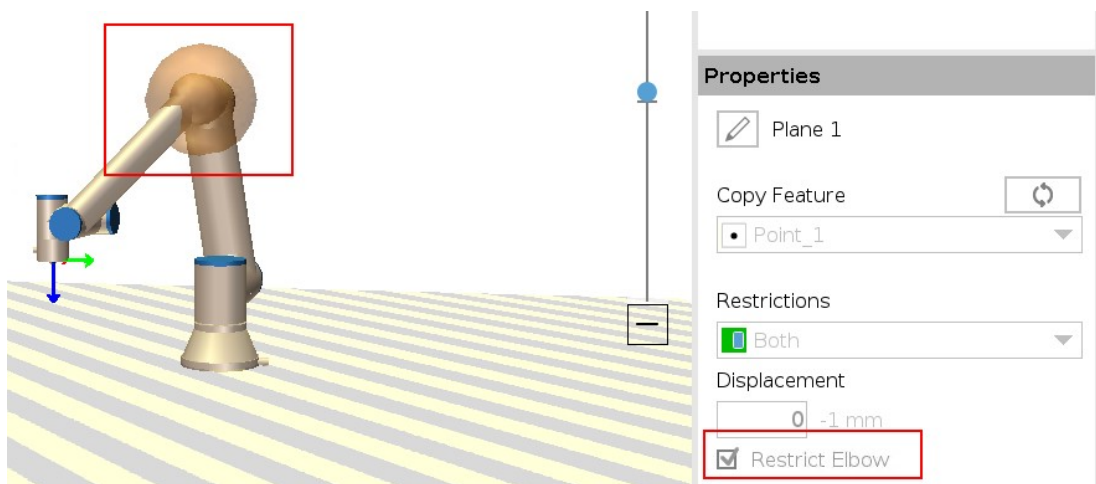 Properties
Plane 1
Copy Feature
Point_1
Restrictions
Both
Displacement
0 -1 mm
Restrict Elbow